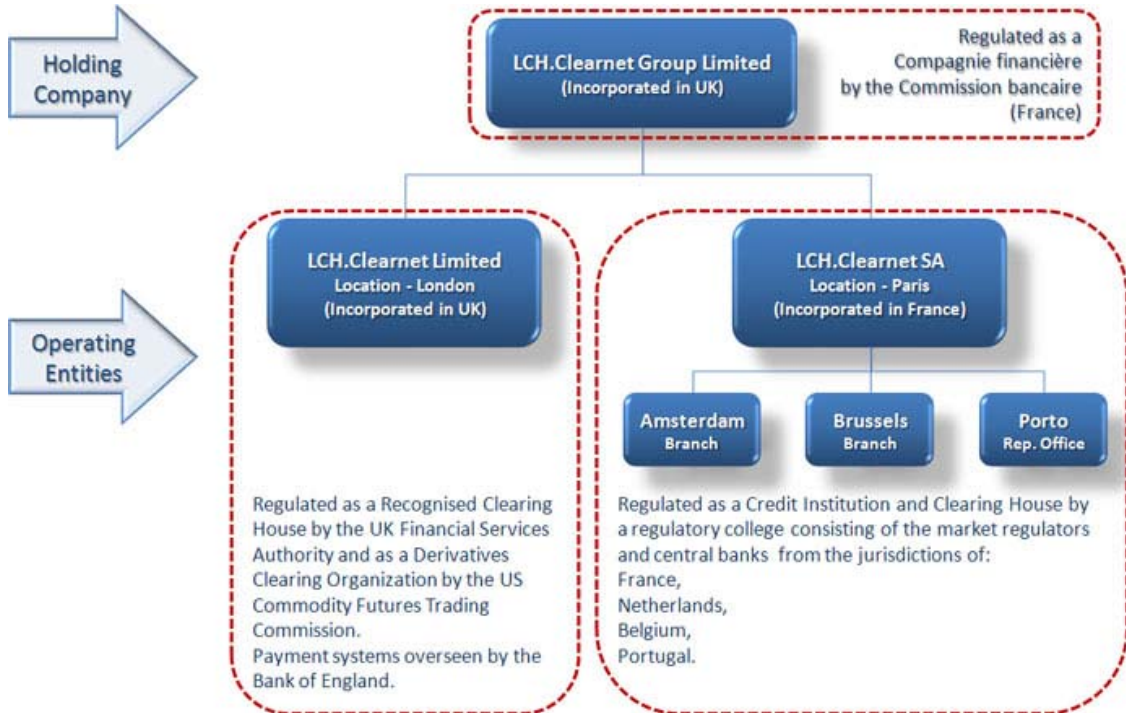 Holding
Company
LCH.Clearnet Group Limited
(Incorporated in UK)
Regulated as a
Compagnie financière
by the Commission bancaire
(France)
Operating
Entities
LCH.Clearnet Limited
Location - London
(Incorporated in UK)
Regulated as a Recognised Clearing
House by the UK Financial Services
Authority and as a Derivatives
Clearing Organization by the US
Commodity Futures Trading
Commission.
Payment systems overseen by the
Bank of England.
LCH.Clearnet SA
Location - Paris
(Incorporated in France)
Amsterdam
Branch
Brussels
Branch
Porto
Rep. Office
Regulated as a Credit Institution and Clearing House by
a regulatory college consisting of the market regulators
and central banks from the jurisdictions of:
France,
Netherlands,
Belgium,
Portugal.